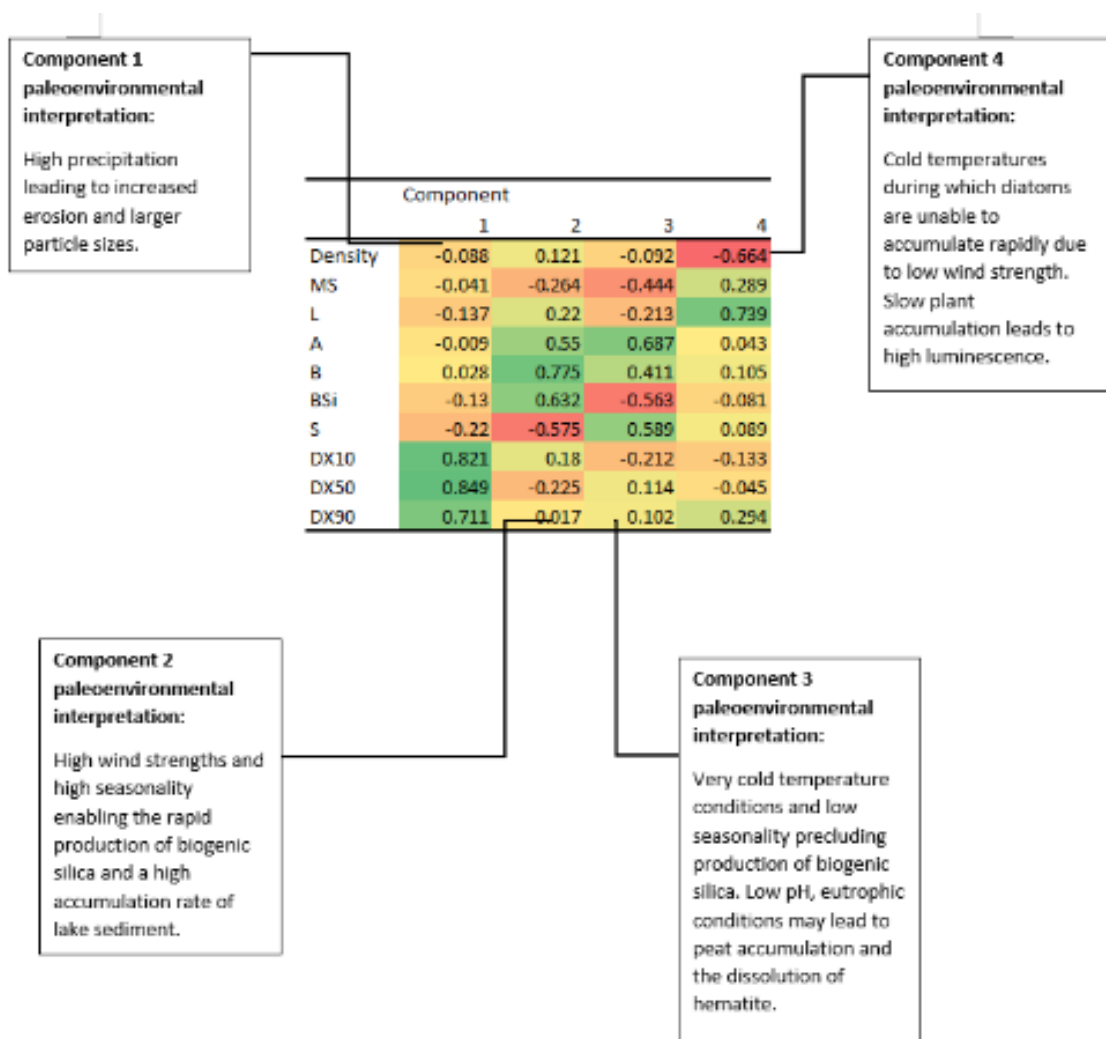 Component 1
paleoenvironmental
interpretation:
High precipitation
leading to increased
erosion and larger
particle sizes.
Component 4
paleoenvironmental
interpretation:
Cold temperatures
during which diatoms
are unable to
accumulate rapidly due
to low wind strength.
Slow plant
accumulation leads to
high luminescence.
Component
1 2 3 4
Density -0.088 0.121 -0.092 -0.664
MS -0.041 -0.264 -0.444 0.289
L -0.137 0.22 -0.213 0.739
A -0.009 0.55 0.687 0.043
B 0.028 0.775 0.411 0.105
BSi -0.13 0.632 -0.563 -0.081
S -0.22 -0.575 0.589 0.089
DX10 0.821 0.18 -0.212 -0.133
DX50 0.849 -0.225 0.114 -0.045
DX90 0.711 0.017 0.102 0.294
Component 2
paleoenvironmental
interpretation:
High wind strengths and
high seasonality
enabling the rapid
production of biogenic
silica and a high
accumulation rate of
lake sediment.
Component 3
paleoenvironmental
interpretation:
Very cold temperature
conditions and low
seasonality precluding
production of biogenic
silica. Low pH, eutrophic
conditions may lead to
peat accumulation and
the dissolution of
hematite.